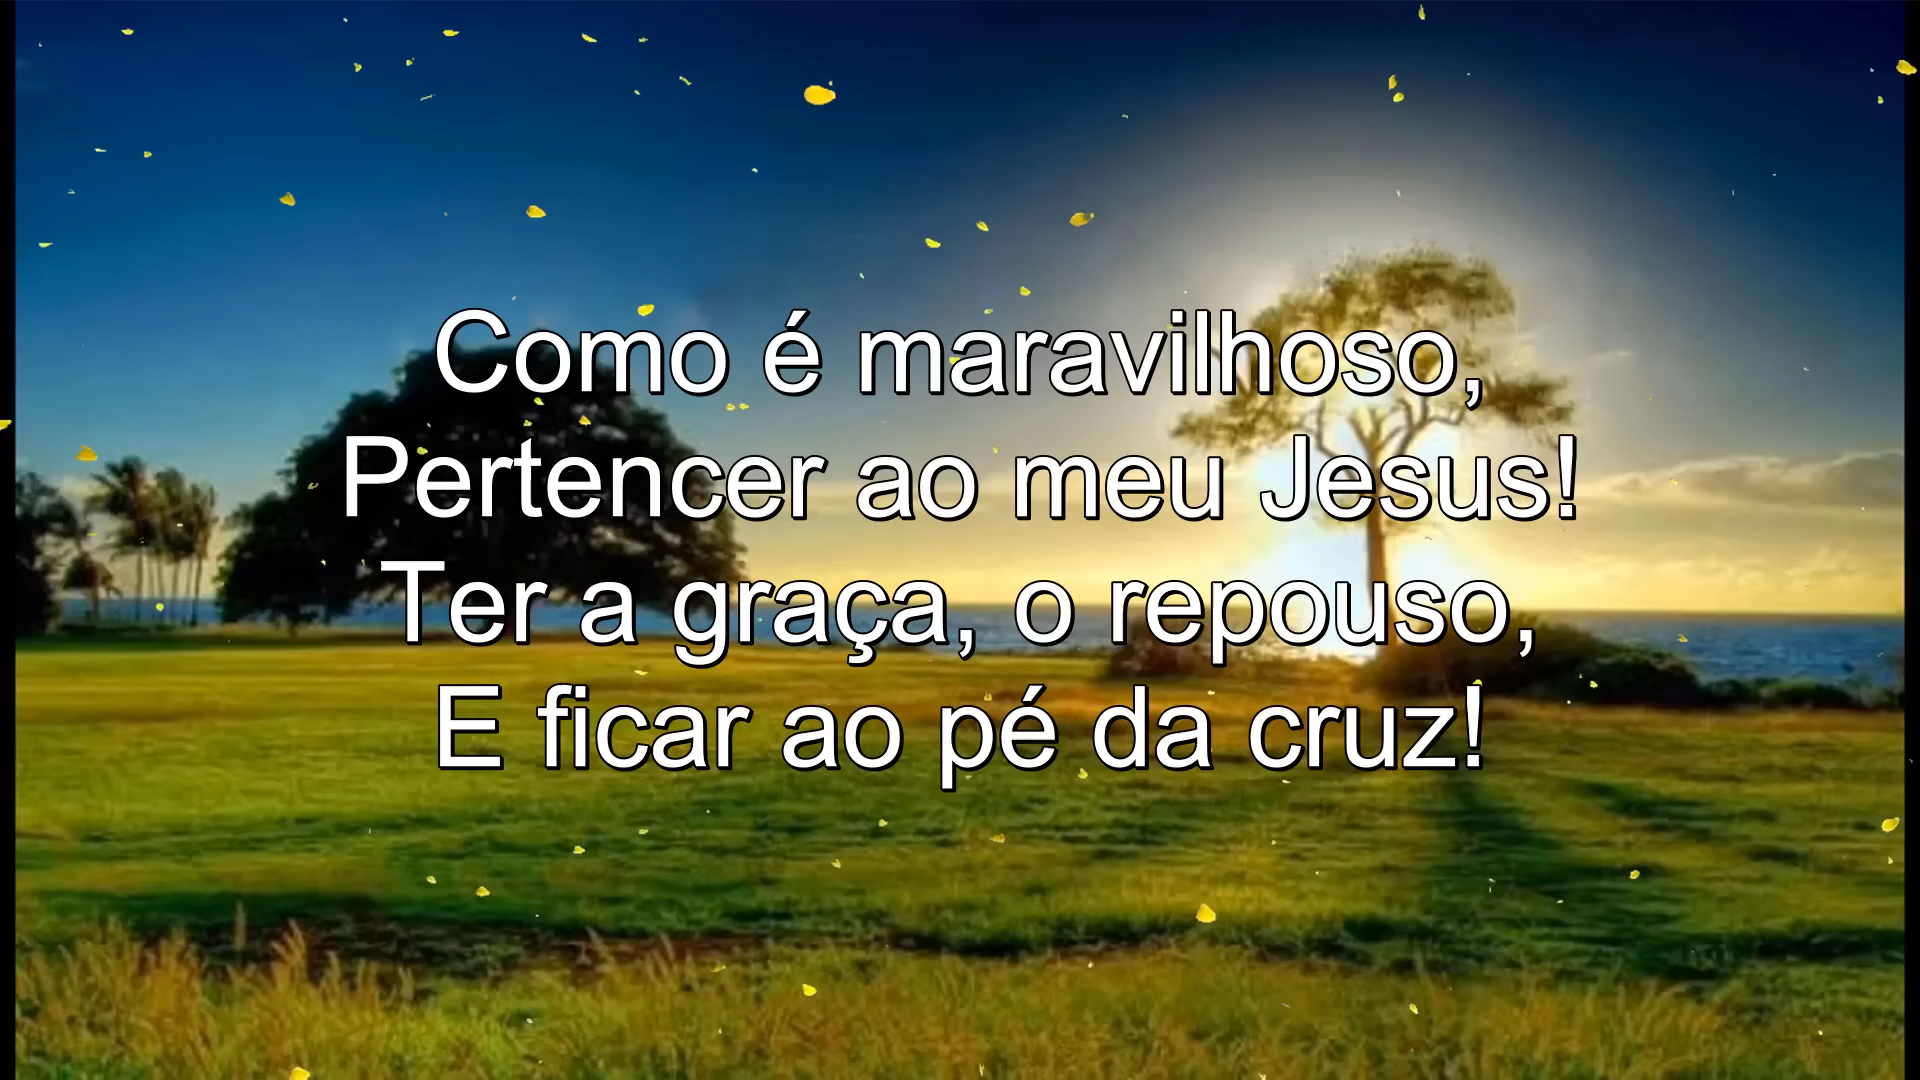 Como é maravilhoso,
Pertencer ao meu Jesus!
Ter a graça, o repouso,
E ficar ao pé da cruz!